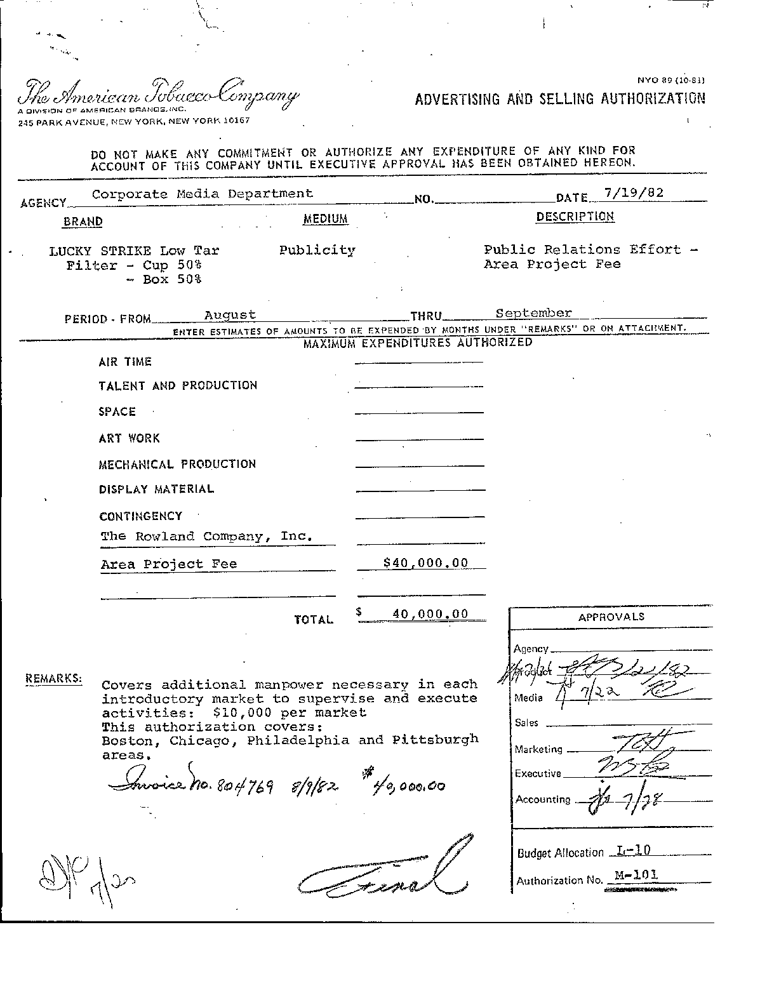 NYO 89 (10-81)
The American Tobacco Company
A DIVISION OF AMERICAN BRANDS, INC.
245 PARK AVENUE, NEW YORK, NEW YORK 10167
ADVERTISING AND SELLING AUTHORIZATION
DO NOT MAKE ANY COMMITMENT OR AUTHORIZE ANY EXPENDITURE OF ANY KIND FOR
ACCOUNT OF THIS COMPANY UNTIL EXECUTIVE APPROVAL HAS BEEN OBTAINED HEREON.
AGENCY Corporate Media Department NO. DATE 7/19/82
BRAND MEDIUM DESCRIPTION
LUCKY STRIKE Low Tar Publicity Public Relations Effort -
Filter - Cup 50% Area Project Fee
- Box 50%
PERIOD - FROM August THRU September
ENTER ESTIMATES OF AMOUNTS TO BE EXPENDED BY MONTHS UNDER "REMARKS" OR ON ATTACHMENT.
MAXIMUM EXPENDITURES AUTHORIZED
AIR TIME
TALENT AND PRODUCTION
SPACE
ART WORK
MECHANICAL PRODUCTION
DISPLAY MATERIAL
CONTINGENCY
The Rowland Company, Inc.
Area Project Fee $40,000.00
TOTAL $ 40,000.00
REMARKS:
Covers additional manpower necessary in each
introductory market to supervise and execute
activities: $10,000 per market
This authorization covers:
Boston, Chicago, Philadelphia and Pittsburgh
areas.
Invoice No. 804769 8/9/82 $40,000.00
7/20
Final
APPROVALS
Agency
Product 7/21/82
Media 7/22
Sales
Marketing
Executive
Accounting 7/28
Budget Allocation L-10
Authorization No. M-101